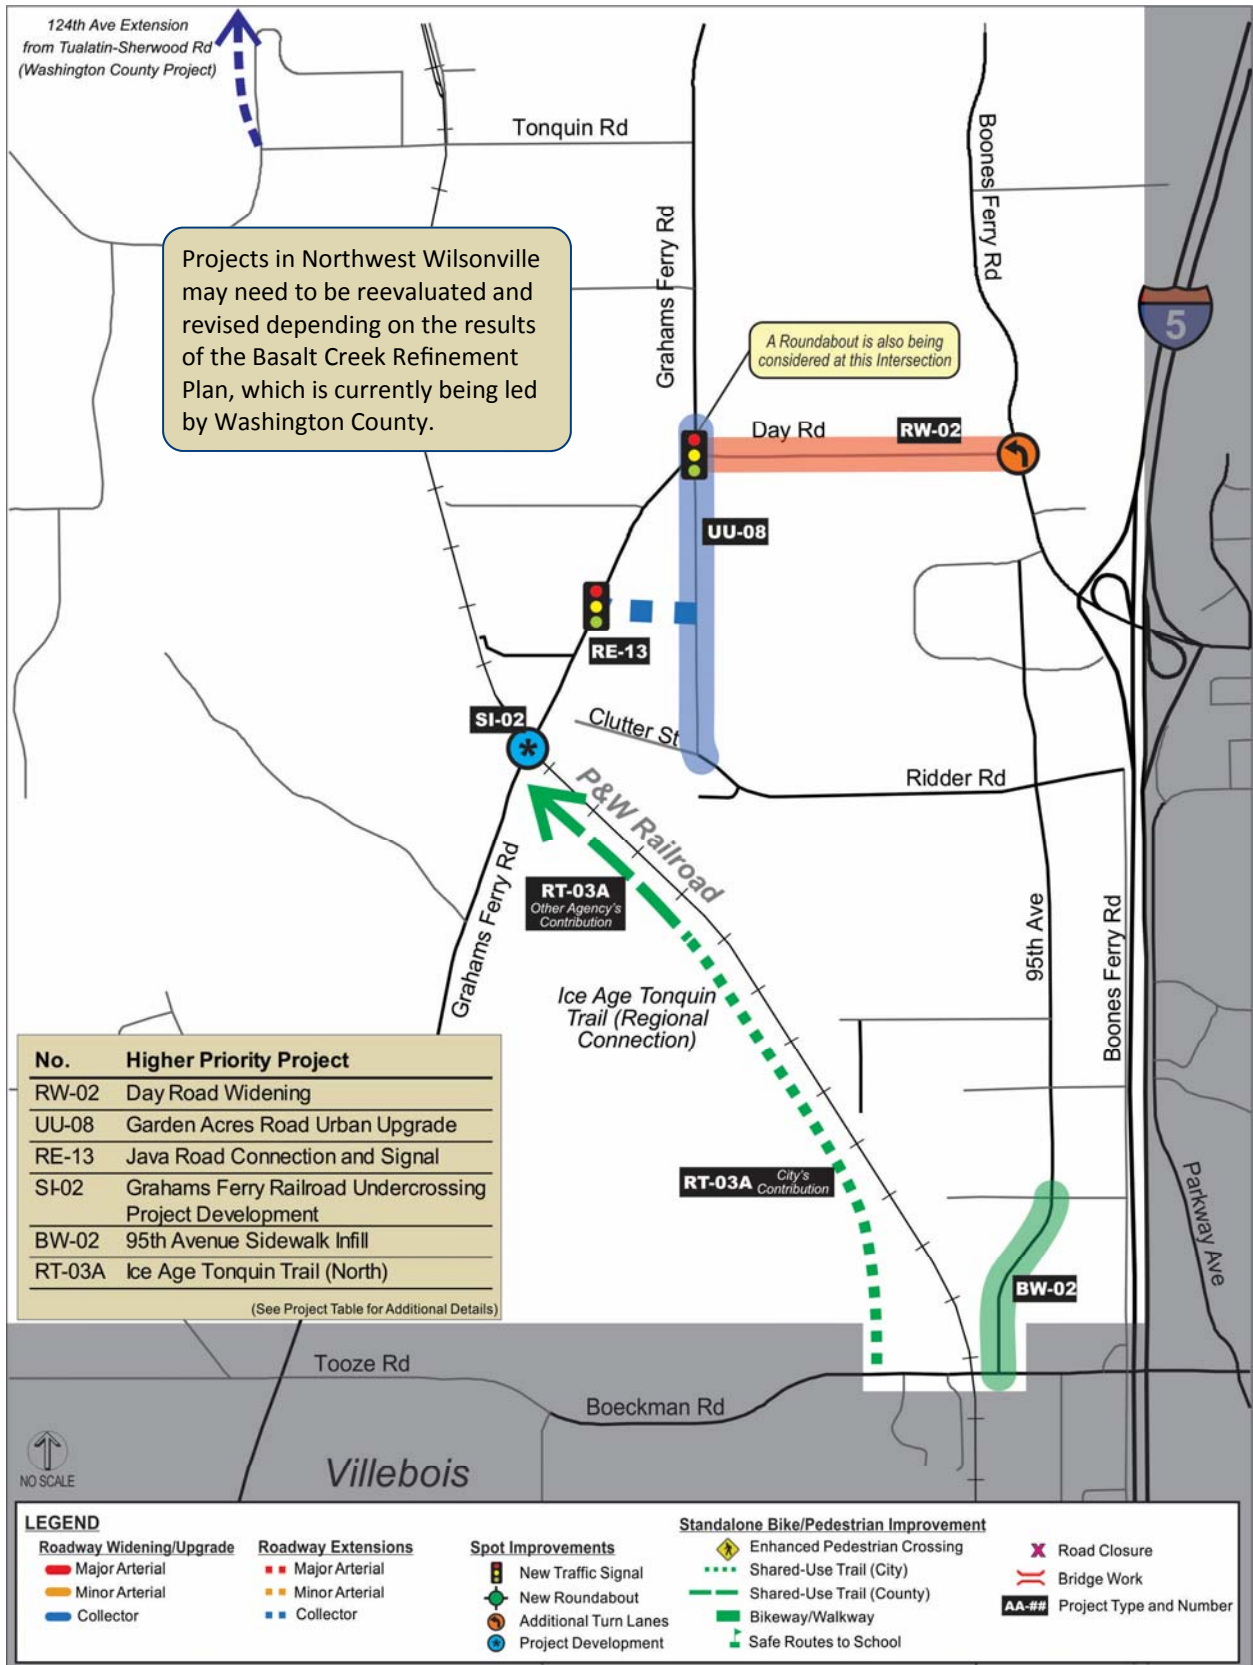 124th Ave Extension
from Tualatin-Sherwood Rd
(Washington County Project)
Tonquin Rd
Boones Ferry Rd
Grahams Ferry Rd
Projects in Northwest Wilsonville
may need to be reevaluated and
revised depending on the results
of the Basalt Creek Refinement
Plan, which is currently being led
by Washington County.
5
A Roundabout is also being
considered at this Intersection
Day Rd
RW-02
UU-08
RE-13
SI-02
*
Clutter St
Ridder Rd
P&W Railroad
RT-03A
Other Agency's
Contribution
Grahams Ferry Rd
95th Ave
Boones Ferry Rd
Ice Age Tonquin
Trail (Regional
Connection)
No. Higher Priority Project
RW-02 Day Road Widening
UU-08 Garden Acres Road Urban Upgrade
RE-13 Java Road Connection and Signal
SI-02 Grahams Ferry Railroad Undercrossing
Project Development
BW-02 95th Avenue Sidewalk Infill
RT-03A Ice Age Tonquin Trail (North)
(See Project Table for Additional Details)
RT-03A City's
Contribution
Parkway Ave
BW-02
Tooze Rd
Boeckman Rd
Villebois
NO SCALE
LEGEND
Roadway Widening/Upgrade
Major Arterial
Minor Arterial
Collector
Roadway Extensions
Major Arterial
Minor Arterial
Collector
Spot Improvements
New Traffic Signal
New Roundabout
Additional Turn Lanes
* Project Development
Standalone Bike/Pedestrian Improvement
Enhanced Pedestrian Crossing
Shared-Use Trail (City)
Shared-Use Trail (County)
Bikeway/Walkway
Safe Routes to School
X Road Closure
Bridge Work
AA-## Project Type and Number